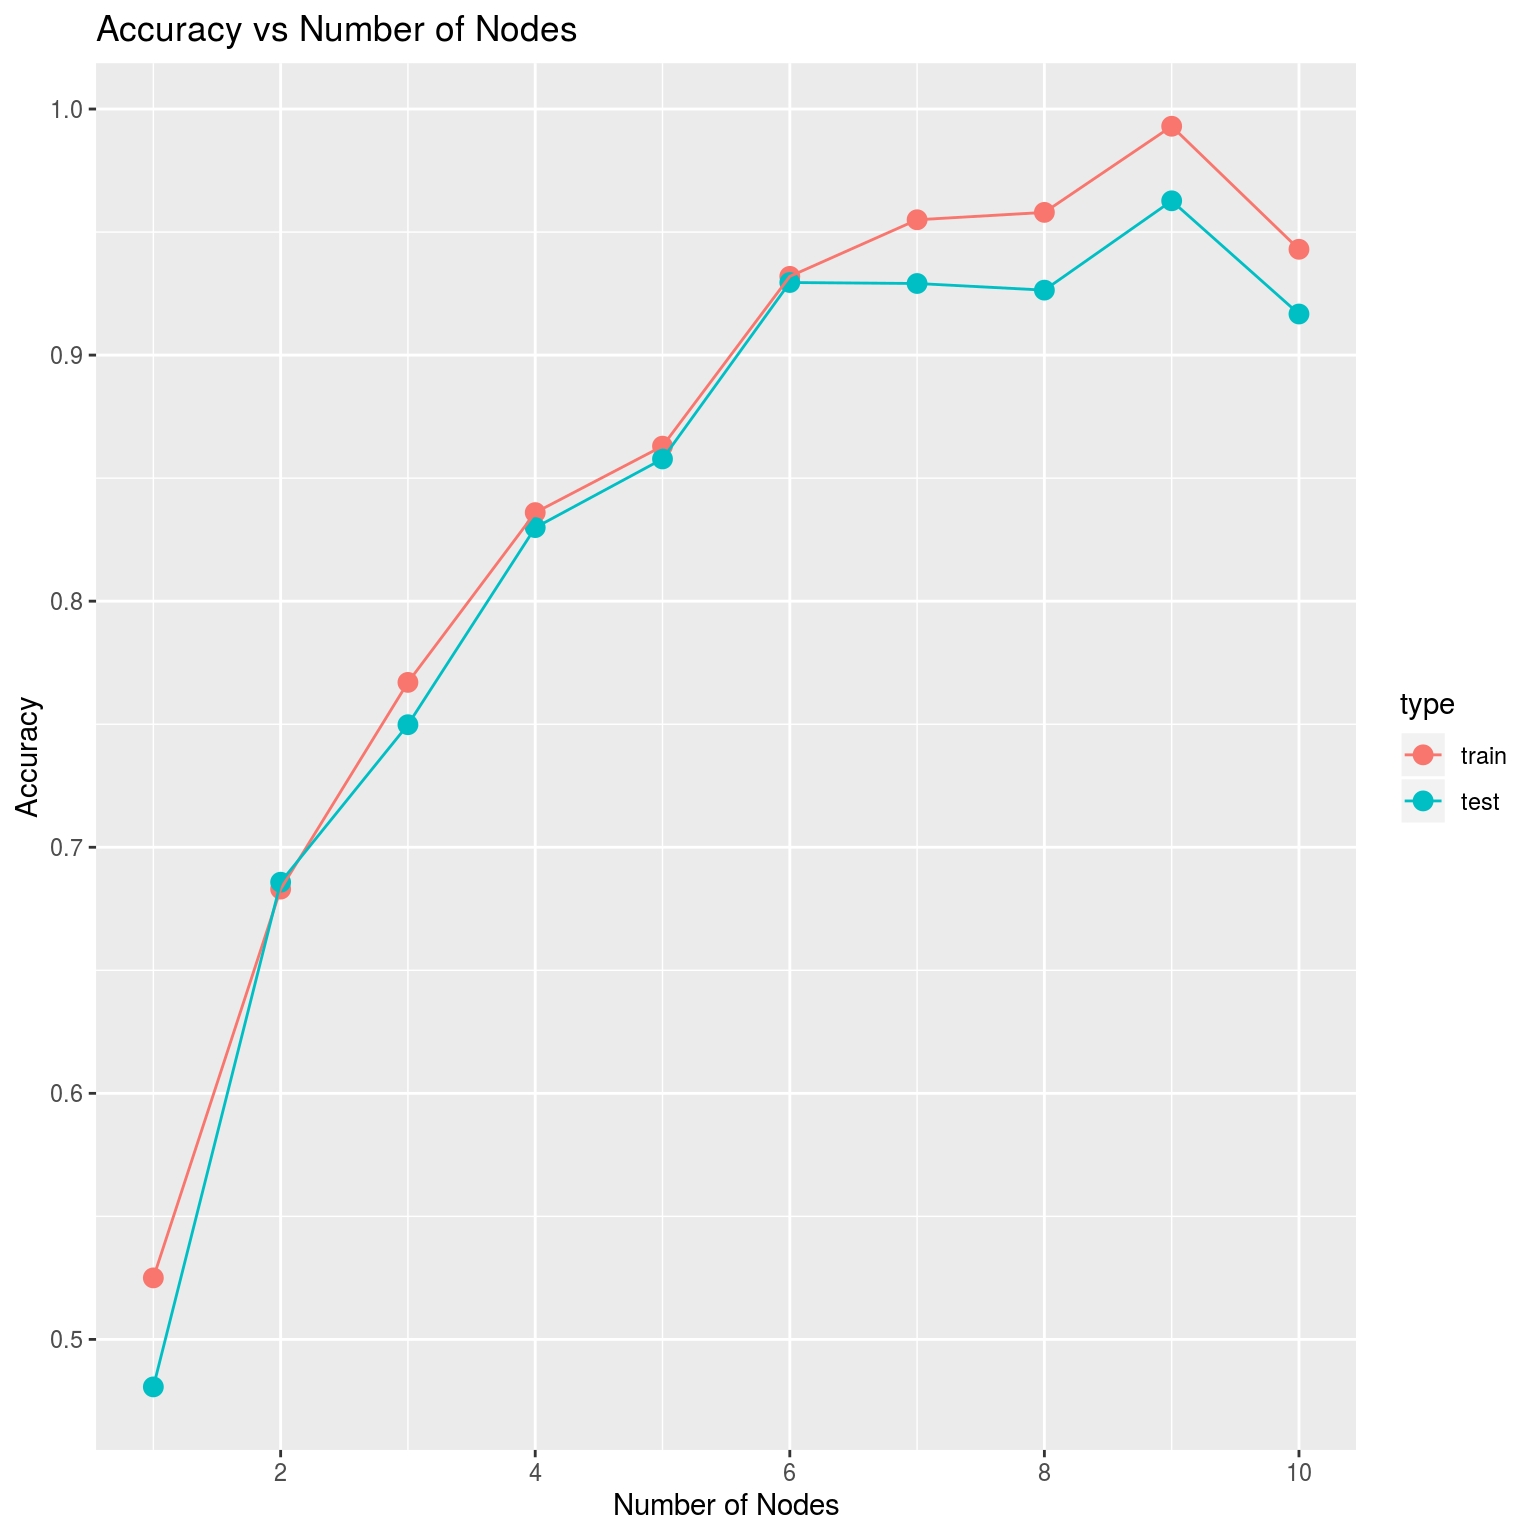 Accuracy vs Number of Nodes
1.0
0.9
0.8
0.7
0.6
0.5
Accuracy
2 4 6 8 10
Number of Nodes
type
train
test